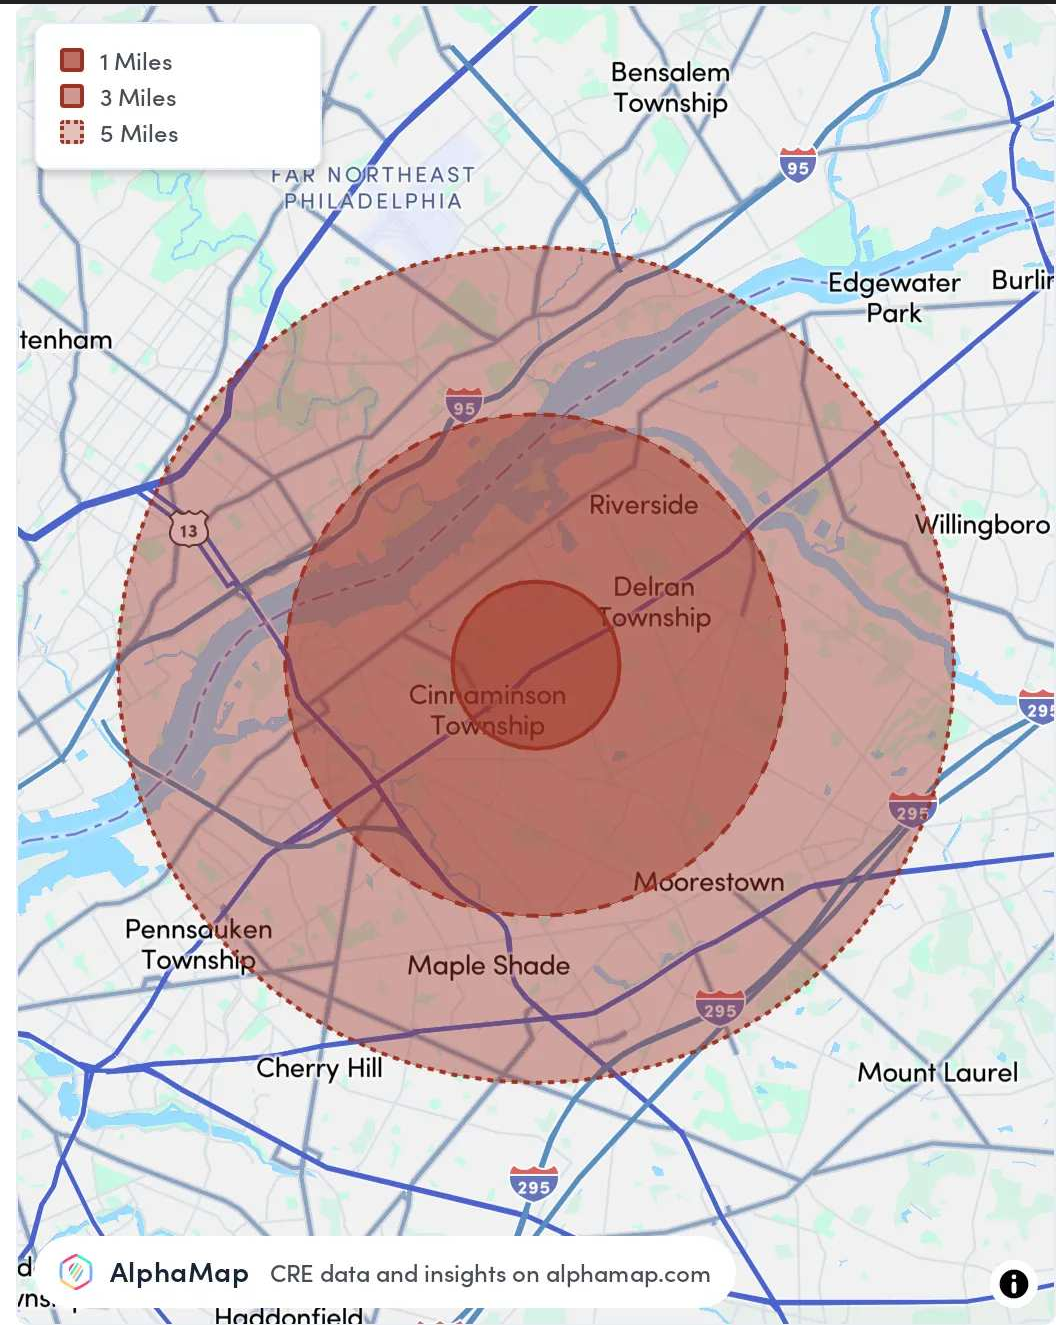 1 Miles
3 Miles
5 Miles
Bensalem
Township
95
FAR NORTHEAST
PHILADELPHIA
Edgewater
Park
Burlin
tenham
95
Riverside
13
Willingboro
Delran
Township
Cinnaminson
Township
295
295
Moorestown
Pennsauken
Township
Maple Shade
295
Cherry Hill
Mount Laurel
295
AlphaMap
CRE data and insights on alphamap.com
Haddonfield